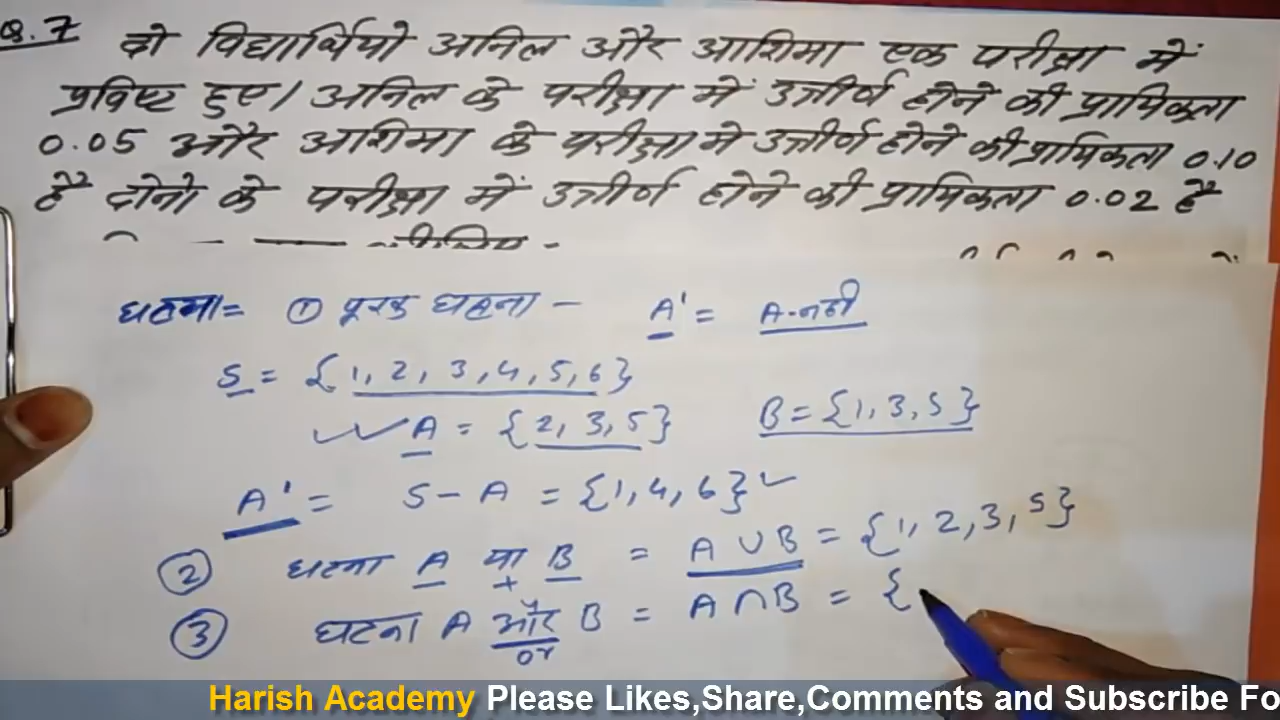 Q.7 दो विद्यार्थियो अनिल और आशिमा एक परीक्षा में
प्रविष्ट हुए। अनिल के परीक्षा में उत्तीर्ण होने की प्रायिकता
0.05 और आशिमा के परीक्षा मे उत्तीर्ण होने की प्रायिकता 0.10
है दोनो के परीक्षा में उत्तीर्ण होने की प्रायिकता 0.02 है
घटना= ① पूरक घटना - A' = A-नही
S = {1, 2, 3, 4, 5, 6}
A = {2, 3, 5} B = {1, 3, 5}
A' = S - A = {1, 4, 6}
② घटना A या B = A ∪ B = {1, 2, 3, 5}
+
③ घटना A और B = A ∩ B = {
or
Harish Academy Please Likes,Share,Comments and Subscribe Fo